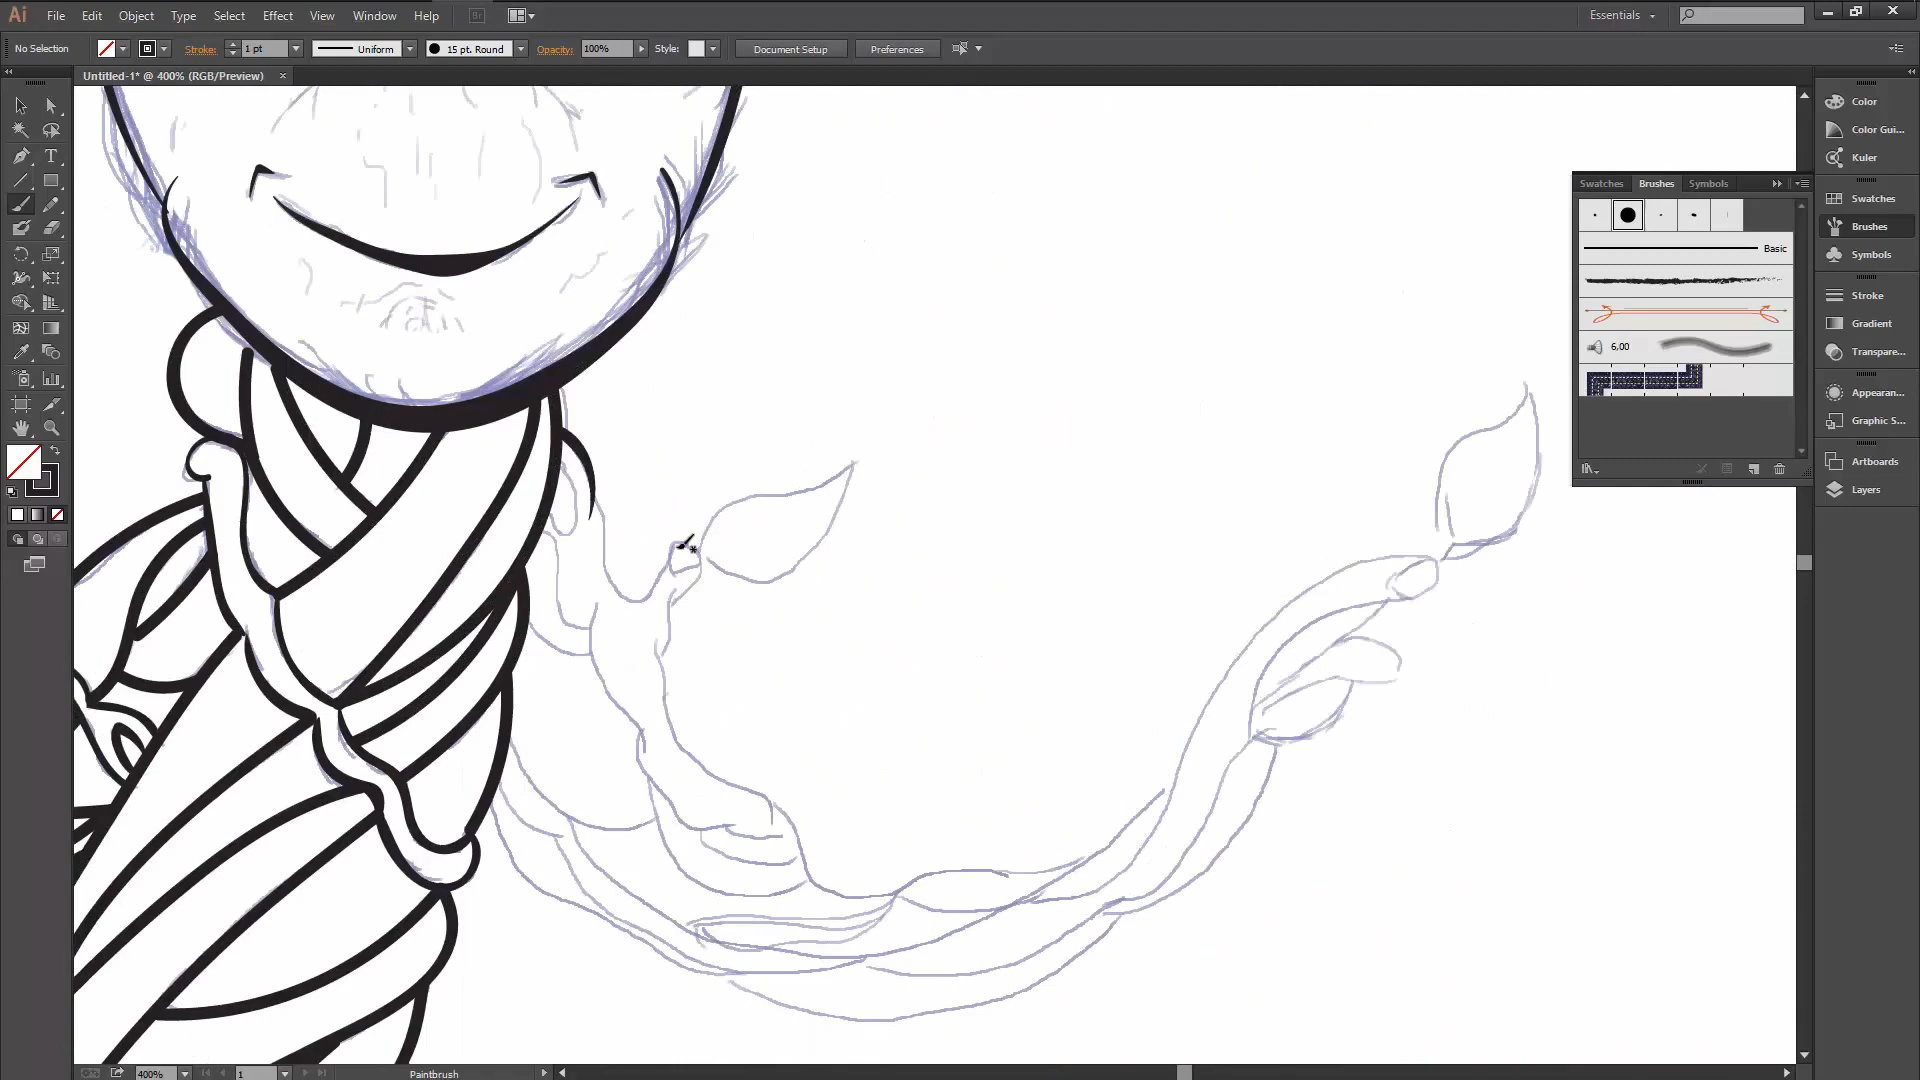 Ai File Edit Object Type Select Effect View Window Help Br Essentials
No Selection Stroke: 1 pt Uniform 15 pt. Round Opacity: 100% Style: Document Setup Preferences
Untitled-1* @ 400% (RGB/Preview) ×
Color
Color Gui...
Kuler
Swatches
Brushes
Symbols
Stroke
Gradient
Transpare...
Appearan...
Graphic S...
Artboards
Layers
Swatches Brushes Symbols
Basic
6,00
T
400% 1 Paintbrush